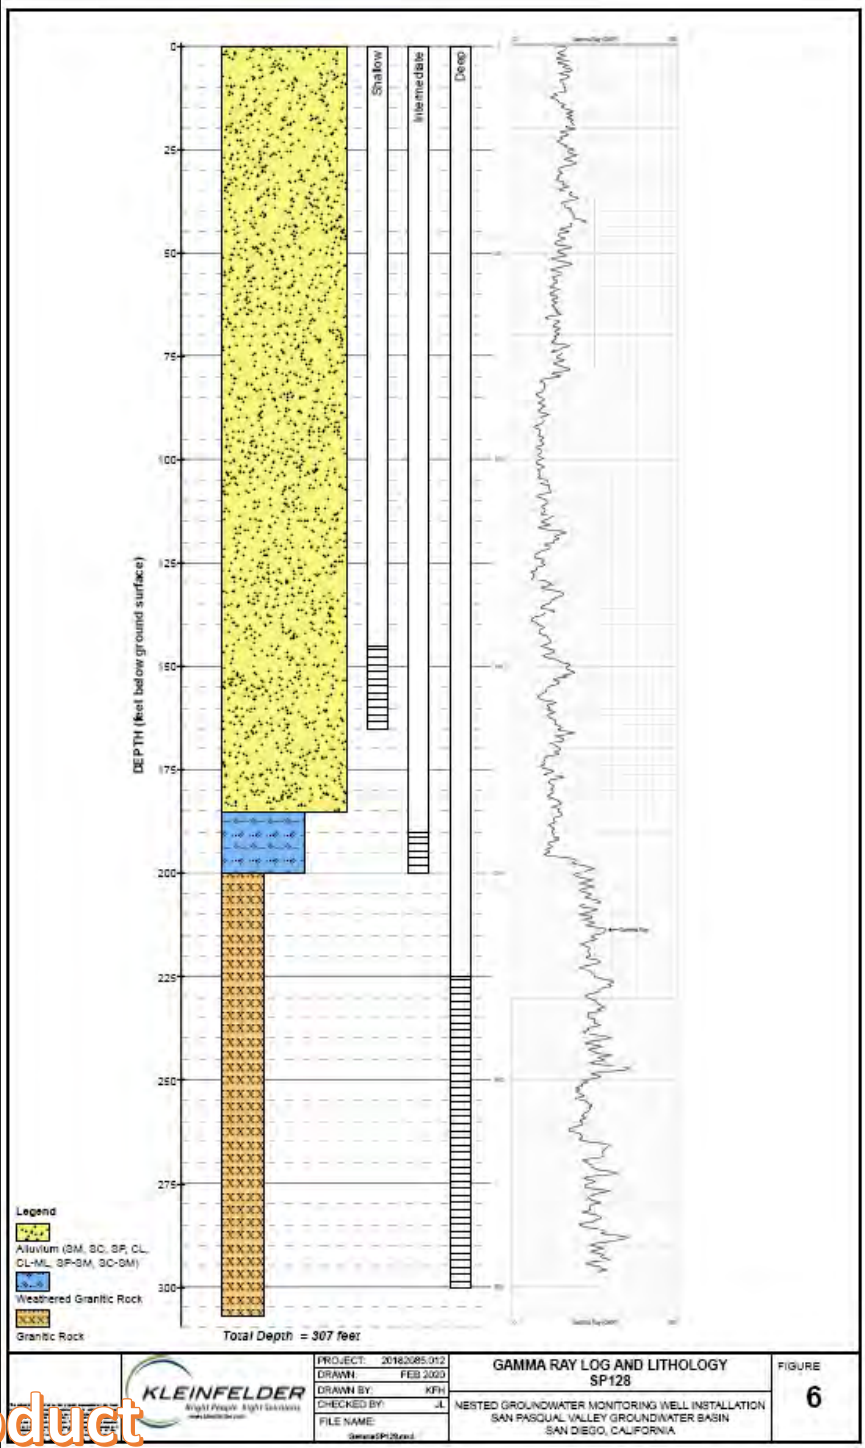 Shallow
Intermediate
Deep
0
25
50
75
100
125
150
175
200
225
250
275
300
DEPTH (feet below ground surface)
Gamma Ray
Legend
Alluvium (SM, SC, SP, CL,
CL-ML, SP-SM, SC-SM)
Weathered Granitic Rock
Granitic Rock
Total Depth = 307 feet
KLEINFELDER
Bright People. Right Solutions.
www.kleinfelder.com
PROJECT: 20182085.012
DRAWN: FEB 2020
DRAWN BY: KFH
CHECKED BY: JL
FILE NAME:
GAMMA RAY LOG AND LITHOLOGY
SP128
NESTED GROUNDWATER MONITORING WELL INSTALLATION
SAN PASQUAL VALLEY GROUNDWATER BASIN
SAN DIEGO, CALIFORNIA
FIGURE
6
oduct